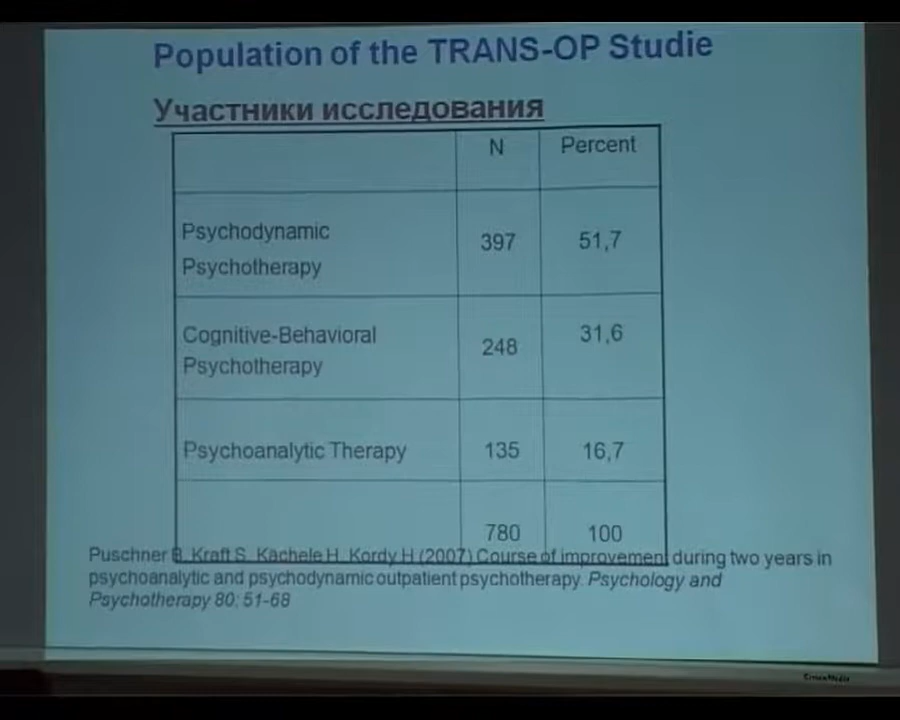 Population of the TRANS-OP Studie
Участники исследования
N Percent
Psychodynamic
Psychotherapy
397 51,7
Cognitive-Behavioral
Psychotherapy
248 31,6
Psychoanalytic Therapy 135 16,7
780 100
Puschner B, Kraft S, Kächele H, Kordy H (2007) Course of improvement during two years in
psychoanalytic and psychodynamic outpatient psychotherapy. Psychology and
Psychotherapy 80: 51-68